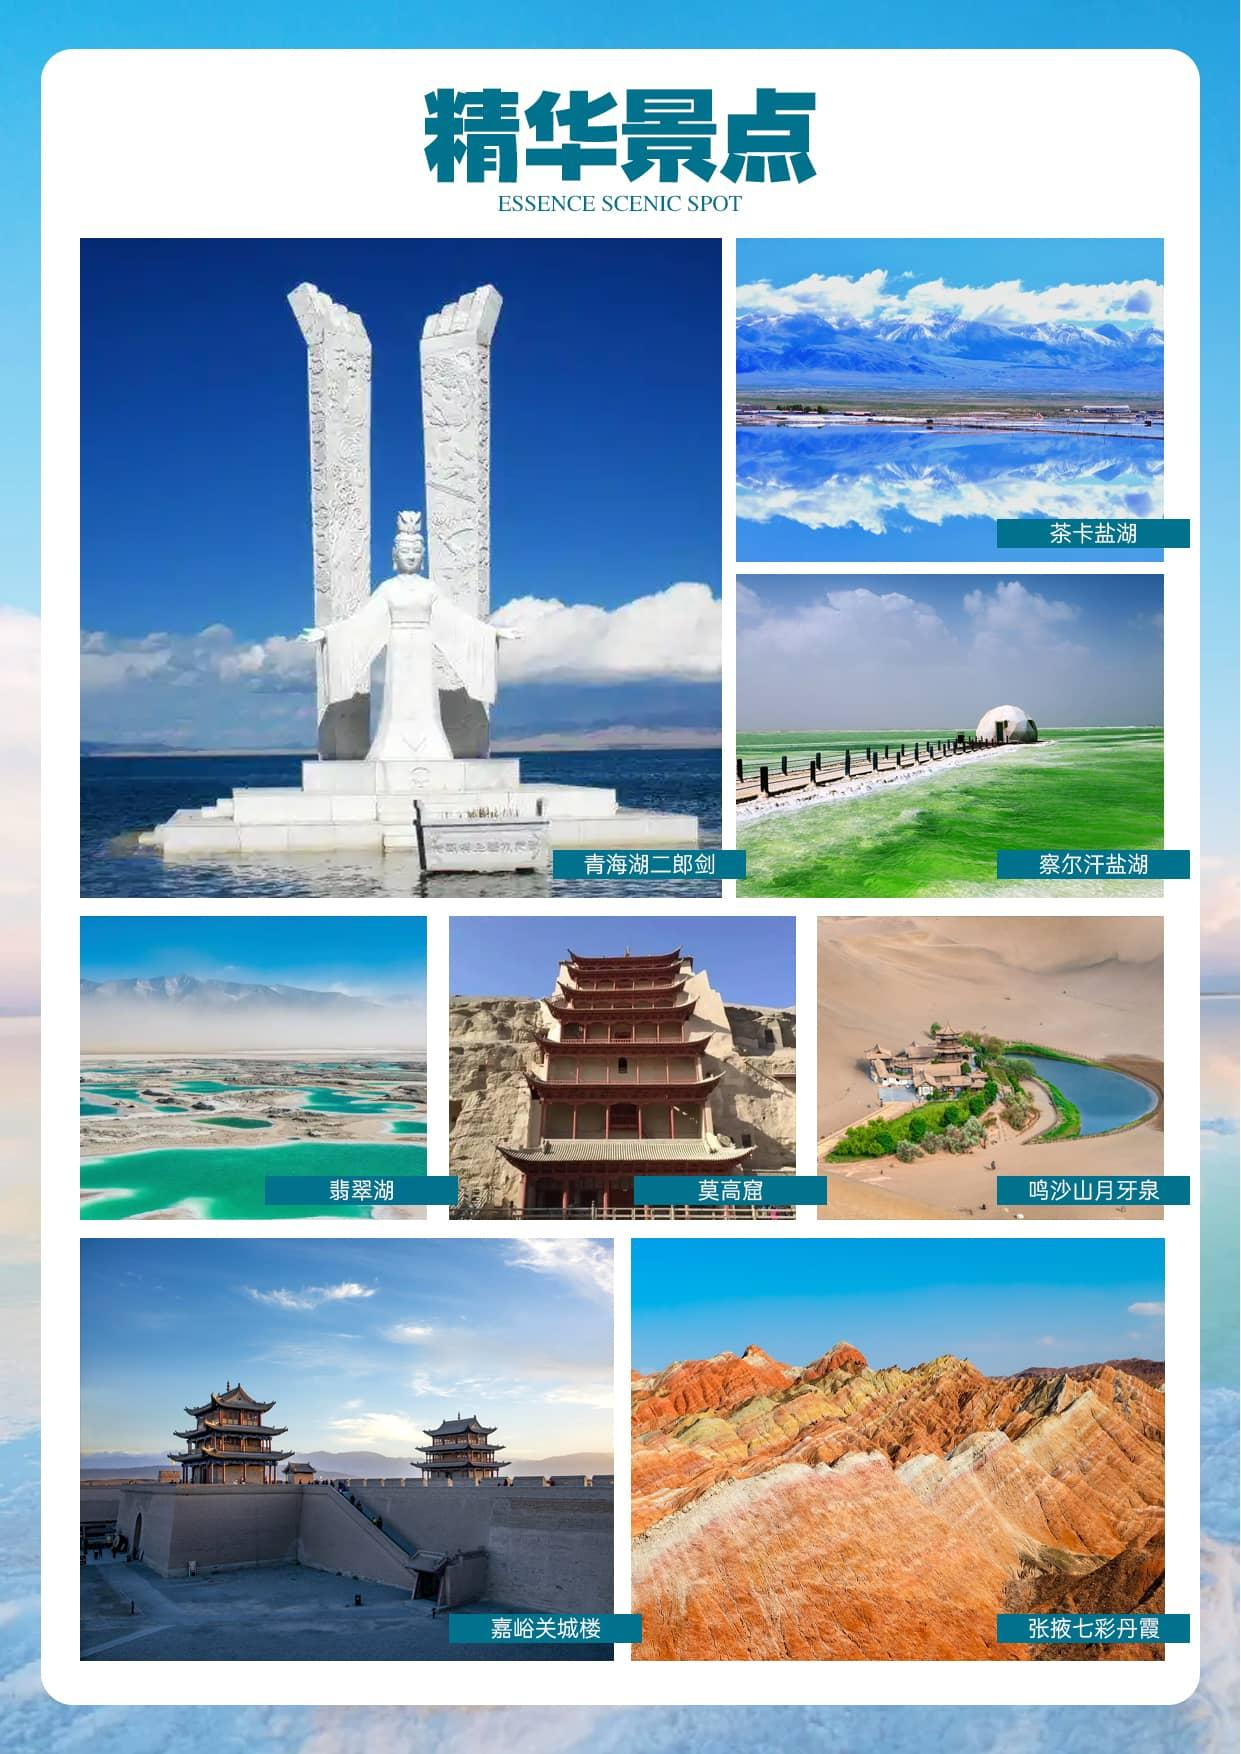 精华景点
ESSENCE SCENIC SPOT
茶卡盐湖
青海湖二郎剑
察尔汗盐湖
翡翠湖
莫高窟
鸣沙山月牙泉
嘉峪关城楼
张掖七彩丹霞